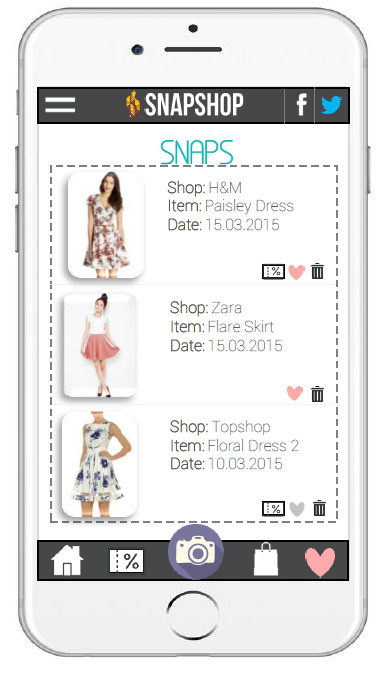 SNAPSHOP
SNAPS
Shop: H&M
Item: Paisley Dress
Date: 15.03.2015
%
Shop: Zara
Item: Flare Skirt
Date: 15.03.2015
Shop: Topshop
Item: Floral Dress 2
Date: 10.03.2015
%
%